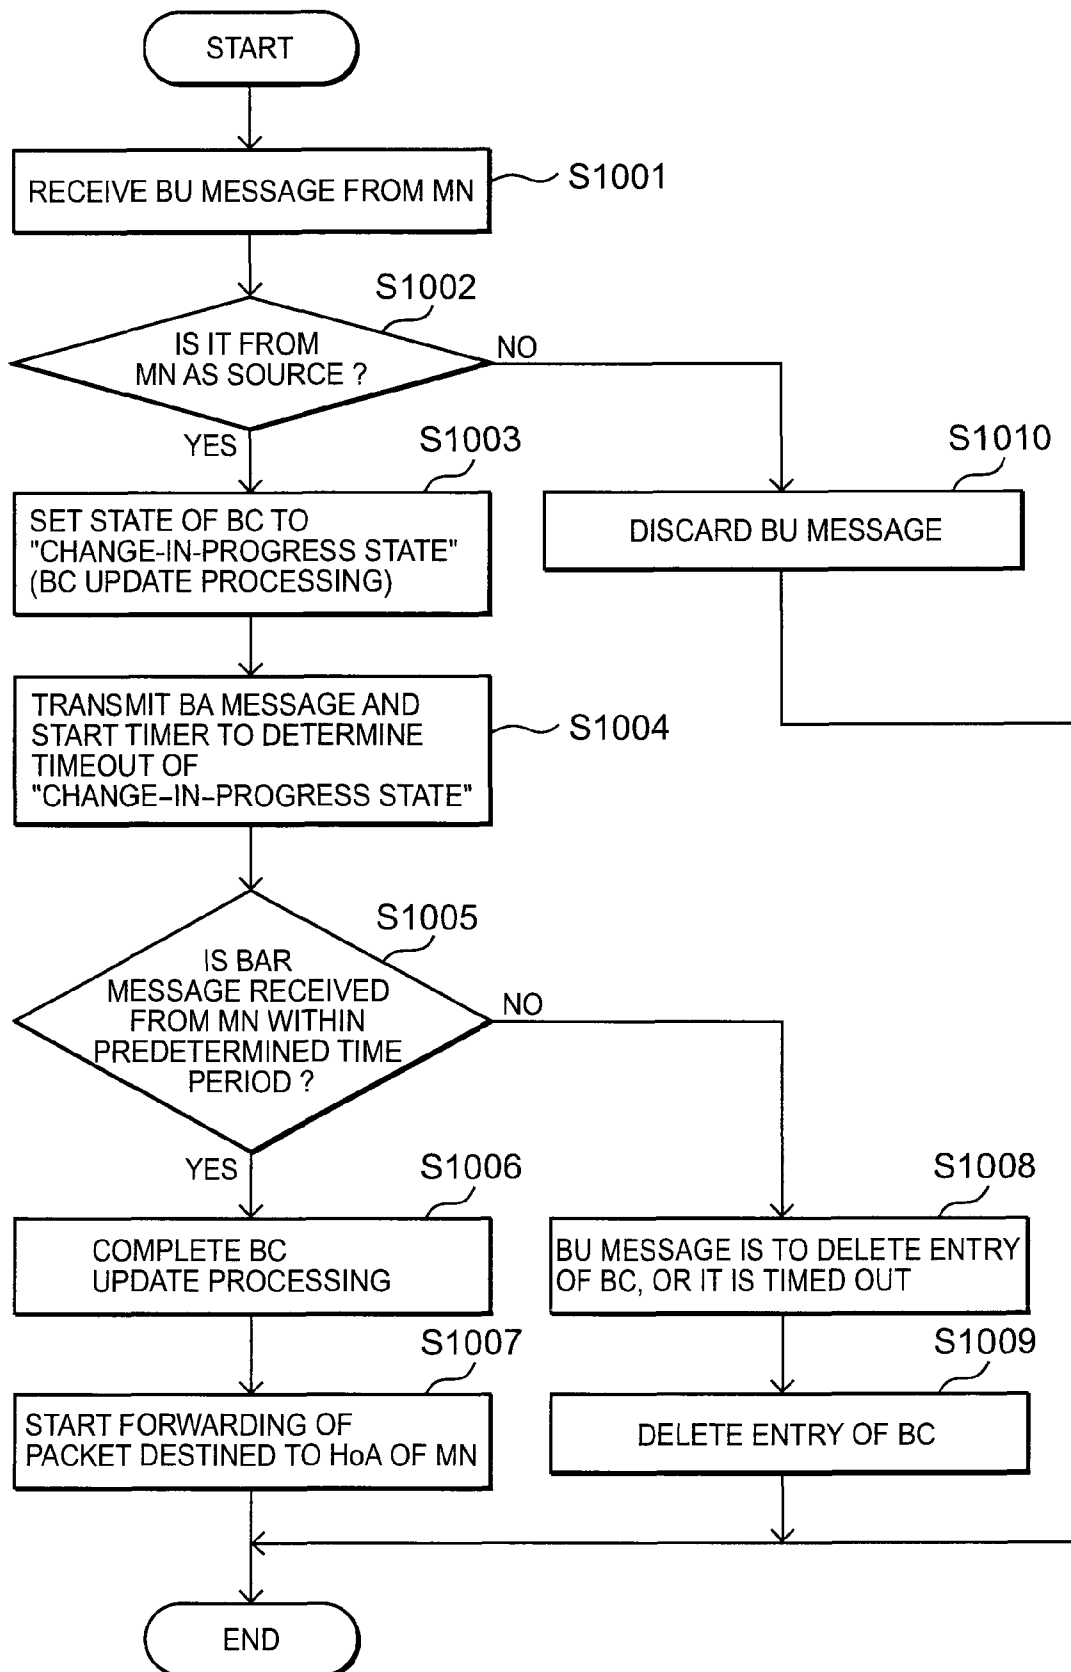 START
RECEIVE BU MESSAGE FROM MN
S1001
S1002
IS IT FROM
MN AS SOURCE ?
NO
YES
S1003
S1010
SET STATE OF BC TO
"CHANGE-IN-PROGRESS STATE"
(BC UPDATE PROCESSING)
DISCARD BU MESSAGE
TRANSMIT BA MESSAGE AND
START TIMER TO DETERMINE
TIMEOUT OF
"CHANGE-IN-PROGRESS STATE"
S1004
S1005
IS BAR
MESSAGE RECEIVED
FROM MN WITHIN
PREDETERMINED TIME
PERIOD ?
NO
YES
S1006
S1008
COMPLETE BC
UPDATE PROCESSING
BU MESSAGE IS TO DELETE ENTRY
OF BC, OR IT IS TIMED OUT
S1007
S1009
START FORWARDING OF
PACKET DESTINED TO HoA OF MN
DELETE ENTRY OF BC
END